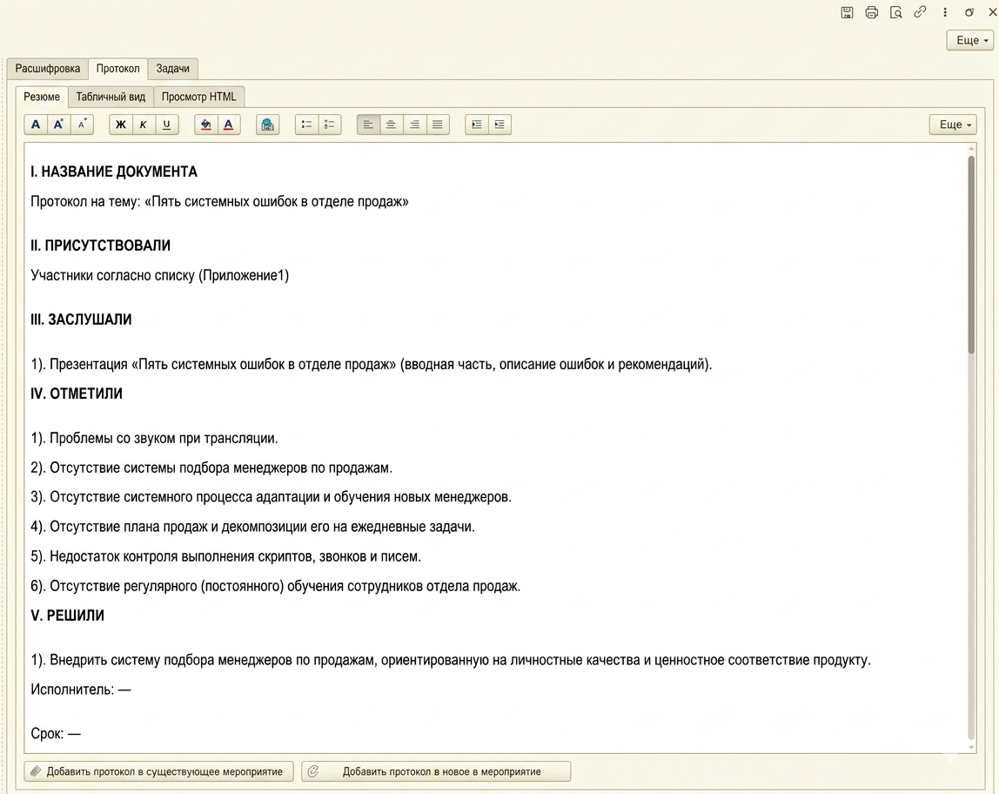 Еще
Расшифровка Протокол Задачи
Резюме Табличный вид Просмотр HTML
А А А Ж К U А Еще
I. НАЗВАНИЕ ДОКУМЕНТА
Протокол на тему: «Пять системных ошибок в отделе продаж»
II. ПРИСУТСТВОВАЛИ
Участники согласно списку (Приложение1)
III. ЗАСЛУШАЛИ
1). Презентация «Пять системных ошибок в отделе продаж» (вводная часть, описание ошибок и рекомендаций).
IV. ОТМЕТИЛИ
1). Проблемы со звуком при трансляции.
2). Отсутствие системы подбора менеджеров по продажам.
3). Отсутствие системного процесса адаптации и обучения новых менеджеров.
4). Отсутствие плана продаж и декомпозиции его на ежедневные задачи.
5). Недостаток контроля выполнения скриптов, звонков и писем.
6). Отсутствие регулярного (постоянного) обучения сотрудников отдела продаж.
V. РЕШИЛИ
1). Внедрить систему подбора менеджеров по продажам, ориентированную на личностные качества и ценностное соответствие продукту.
Исполнитель: —
Срок: —
Добавить протокол в существующее мероприятие Добавить протокол в новое в мероприятие